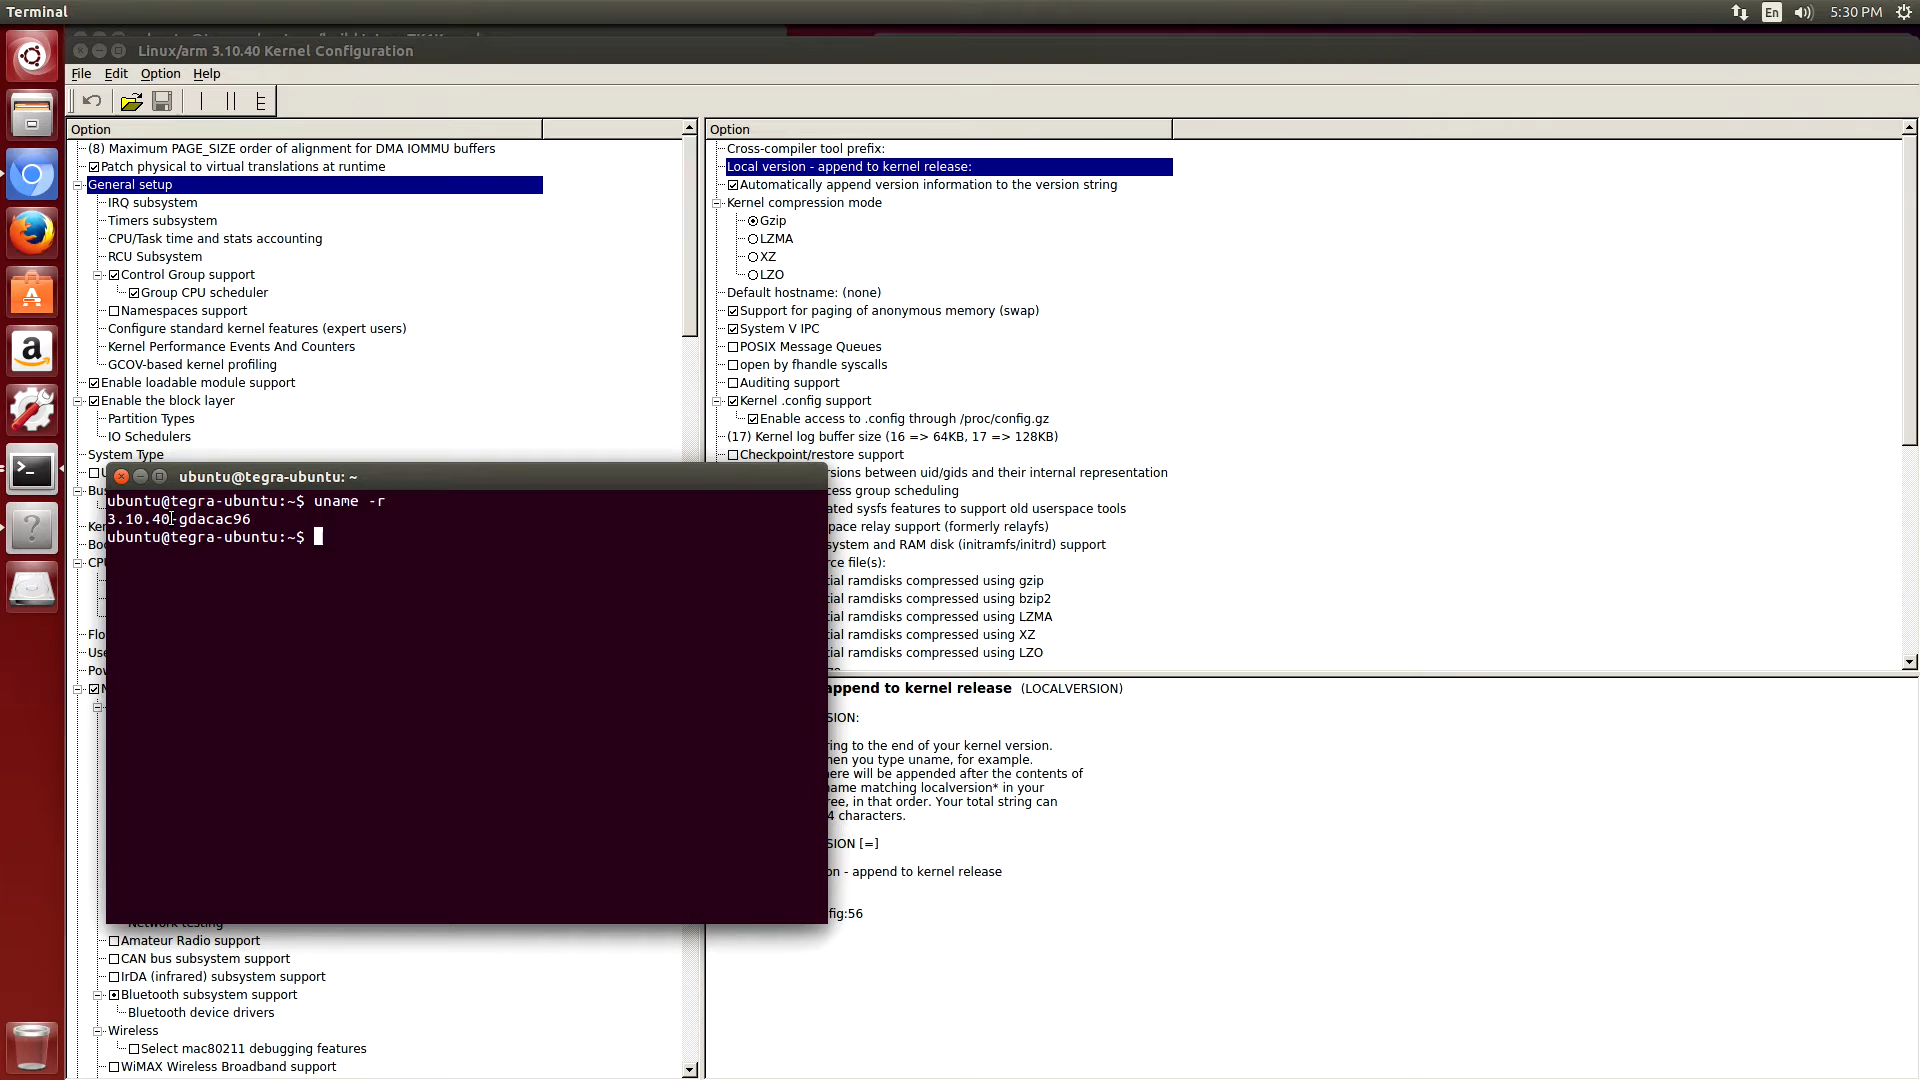 Terminal
En
5:30 PM
Linux/arm 3.10.40 Kernel Configuration
File Edit Option Help
Option
(8) Maximum PAGE_SIZE order of alignment for DMA IOMMU buffers
Patch physical to virtual translations at runtime
General setup
IRQ subsystem
Timers subsystem
CPU/Task time and stats accounting
RCU Subsystem
Control Group support
Group CPU scheduler
Namespaces support
Configure standard kernel features (expert users)
Kernel Performance Events And Counters
GCOV-based kernel profiling
Enable loadable module support
Enable the block layer
Partition Types
IO Schedulers
System Type
U
Bus
Ker
Boo
CPU
Flo
Use
Pow
N
Network testing
Amateur Radio support
CAN bus subsystem support
IrDA (infrared) subsystem support
Bluetooth subsystem support
Bluetooth device drivers
Wireless
Select mac80211 debugging features
WiMAX Wireless Broadband support
ubuntu@tegra-ubuntu: ~
ubuntu@tegra-ubuntu:~$ uname -r
3.10.40-gdacac96
ubuntu@tegra-ubuntu:~$
Option
Cross-compiler tool prefix:
Local version - append to kernel release:
Automatically append version information to the version string
Kernel compression mode
Gzip
LZMA
XZ
LZO
Default hostname: (none)
Support for paging of anonymous memory (swap)
System V IPC
POSIX Message Queues
open by fhandle syscalls
Auditing support
Kernel .config support
Enable access to .config through /proc/config.gz
(17) Kernel log buffer size (16 => 64KB, 17 => 128KB)
Checkpoint/restore support
rsions between uid/gids and their internal representation
cess group scheduling
ated sysfs features to support old userspace tools
pace relay support (formerly relayfs)
system and RAM disk (initramfs/initrd) support
rce file(s):
tial ramdisks compressed using gzip
tial ramdisks compressed using bzip2
tial ramdisks compressed using LZMA
tial ramdisks compressed using XZ
tial ramdisks compressed using LZO
append to kernel release (LOCALVERSION)
SION:
ring to the end of your kernel version.
hen you type uname, for example.
here will be appended after the contents of
name matching localversion* in your
ree, in that order. Your total string can
4 characters.
SION [=]
on - append to kernel release
fig:56